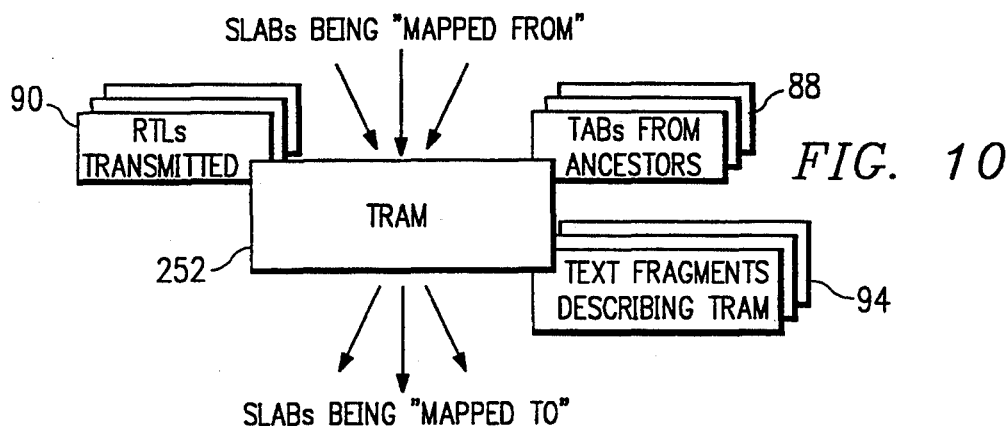 SLABs BEING "MAPPED FROM"
90
RTLs
TRANSMITTED
88
TABs FROM
ANCESTORS
FIG. 10
TRAM
252
TEXT FRAGMENTS
DESCRIBING TRAM
94
SLABs BEING "MAPPED TO"